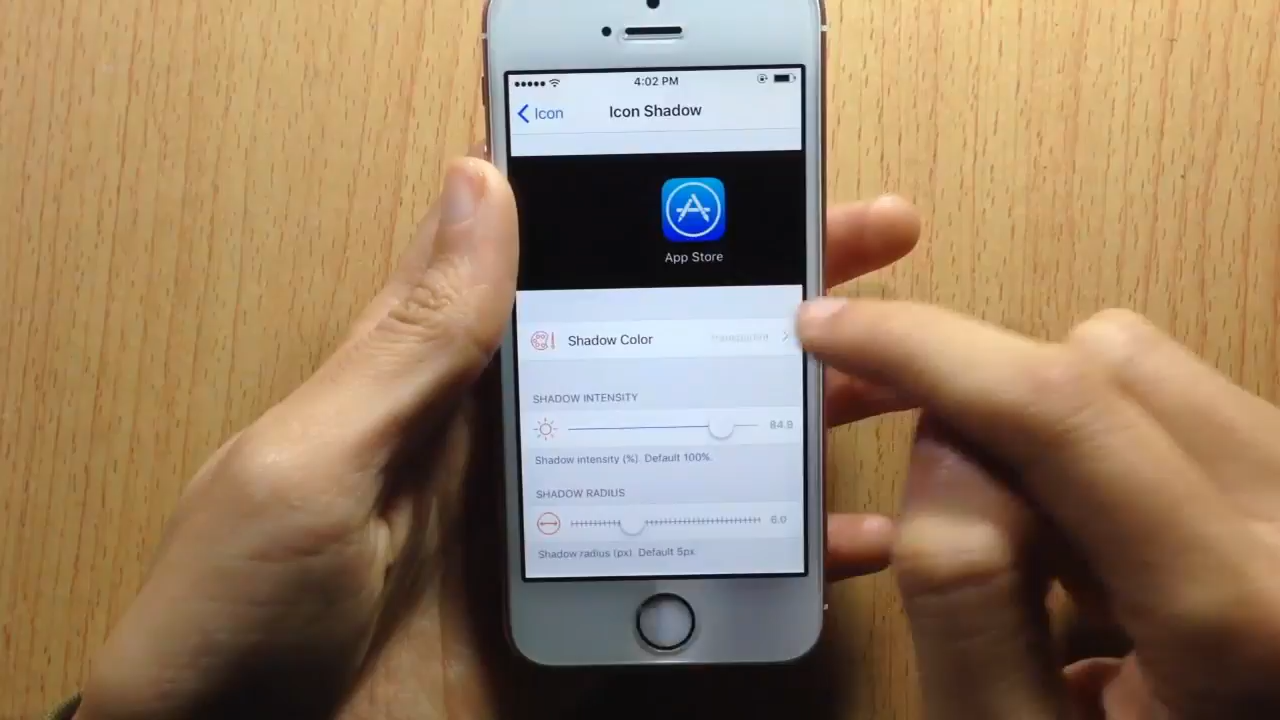 4:02 PM
Icon
Icon Shadow
App Store
Shadow Color
Transparent
SHADOW INTENSITY
84.9
Shadow intensity (%). Default 100%.
SHADOW RADIUS
6.0
Shadow radius (px). Default 5px.